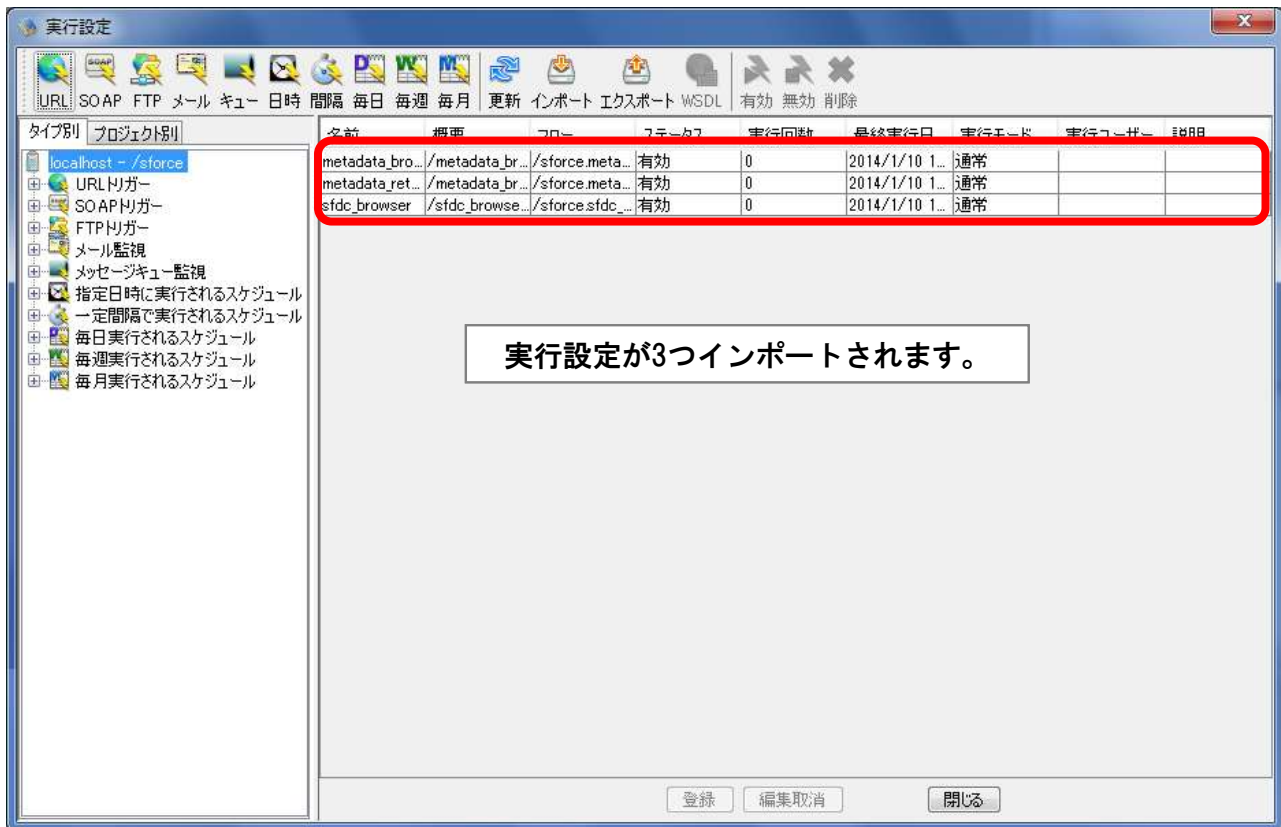 実行設定
URL SOAP FTP メール キュー 日時 間隔 毎日 毎週 毎月 更新 インポート エクスポート WSDL 有効 無効 削除
タイプ別 プロジェクト別
名前 概要 フロー ステータス 実行回数 最終実行日 実行モード 実行ユーザー 説明
localhost - /sforce
URLトリガー
SOAPトリガー
FTPトリガー
メール監視
メッセージキュー監視
指定日時に実行されるスケジュール
一定間隔で実行されるスケジュール
毎日実行されるスケジュール
毎週実行されるスケジュール
毎月実行されるスケジュール
metadata_bro... /metadata_br... /sforce.meta... 有効 0 2014/1/10 1... 通常
metadata_ret... /metadata_br... /sforce.meta... 有効 0 2014/1/10 1... 通常
sfdc_browser /sfdc_browse... /sforce.sfdc_... 有効 0 2014/1/10 1... 通常
実行設定が3つインポートされます。
登録 編集取消 閉じる